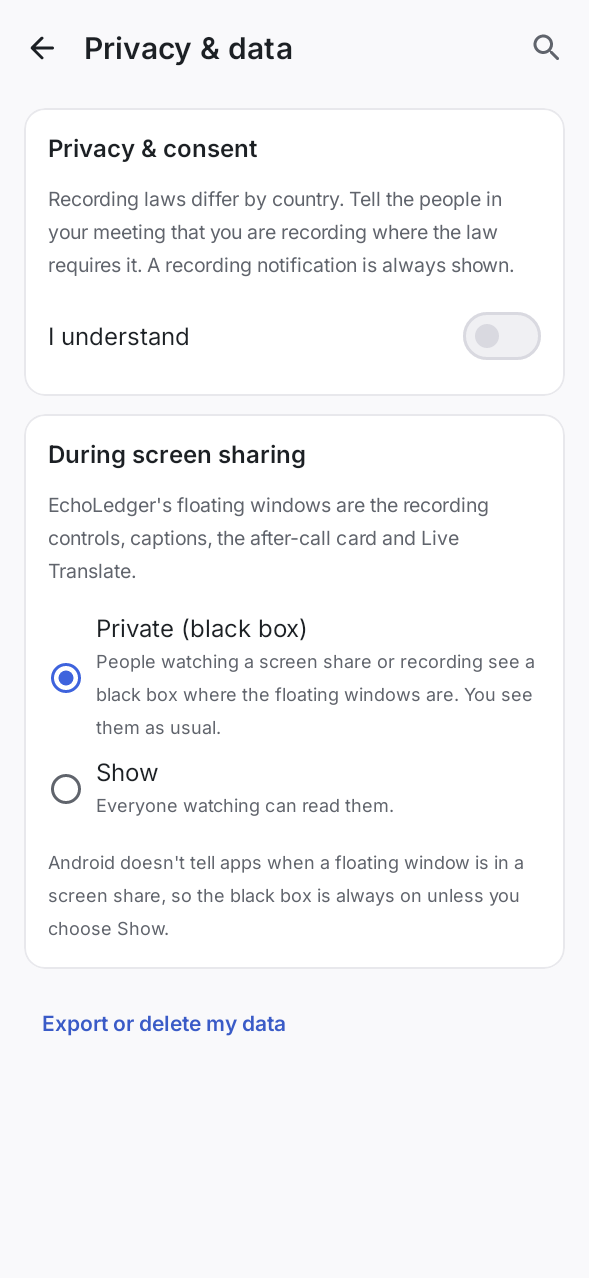 Privacy & data
Privacy & consent
Recording laws differ by country. Tell the people in
your meeting that you are recording where the law
requires it. A recording notification is always shown.
I understand
During screen sharing
EchoLedger's floating windows are the recording
controls, captions, the after-call card and Live
Translate.
Private (black box)
People watching a screen share or recording see a
black box where the floating windows are. You see
them as usual.
Show
Everyone watching can read them.
Android doesn't tell apps when a floating window is in a
screen share, so the black box is always on unless you
choose Show.
Export or delete my data